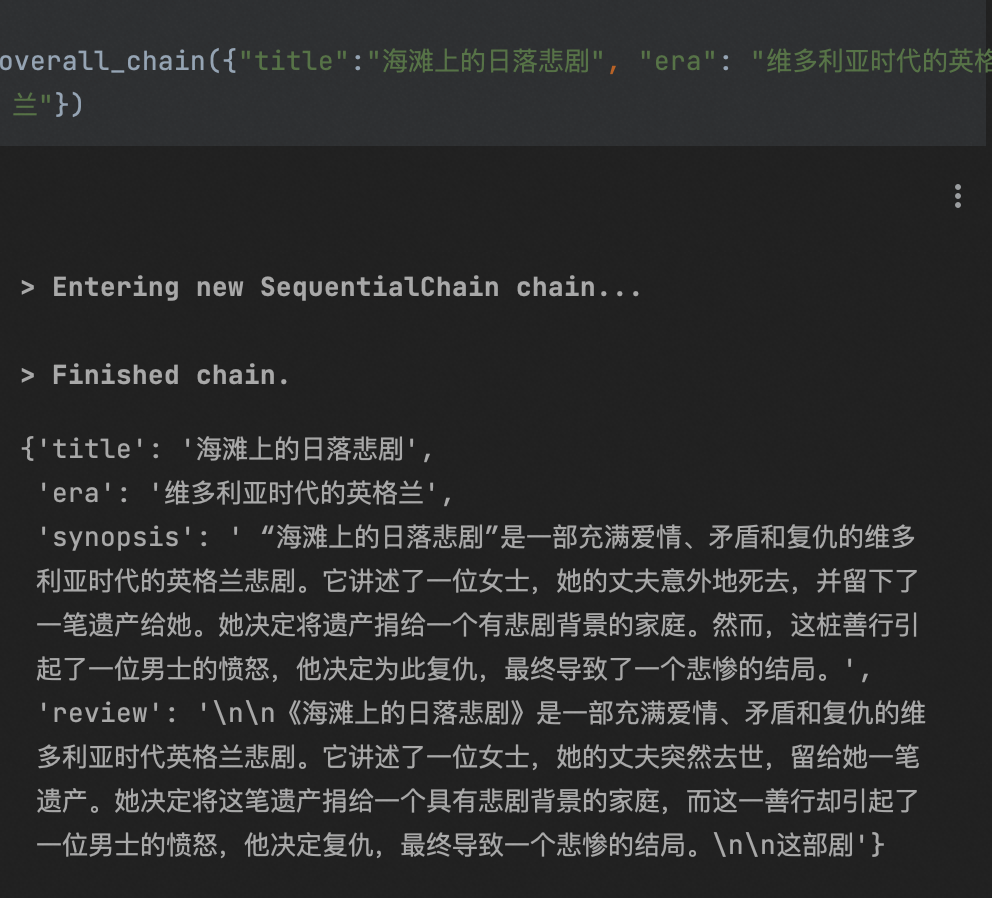 overall_chain({"title":"海滩上的日落悲剧", "era": "维多利亚时代的英格
兰"})
> Entering new SequentialChain chain...
> Finished chain.
{'title': '海滩上的日落悲剧',
'era': '维多利亚时代的英格兰',
'synopsis': ' “海滩上的日落悲剧”是一部充满爱情、矛盾和复仇的维多
利亚时代的英格兰悲剧。它讲述了一位女士，她的丈夫意外地死去，并留下了
一笔遗产给她。她决定将遗产捐给一个有悲剧背景的家庭。然而，这桩善行引
起了一位男士的愤怒，他决定为此复仇，最终导致了一个悲惨的结局。',
'review': '\n\n《海滩上的日落悲剧》是一部充满爱情、矛盾和复仇的维
多利亚时代英格兰悲剧。它讲述了一位女士，她的丈夫突然去世，留给她一笔
遗产。她决定将这笔遗产捐给一个具有悲剧背景的家庭，而这一善行却引起了
一位男士的愤怒，他决定复仇，最终导致一个悲惨的结局。\n\n这部剧'}